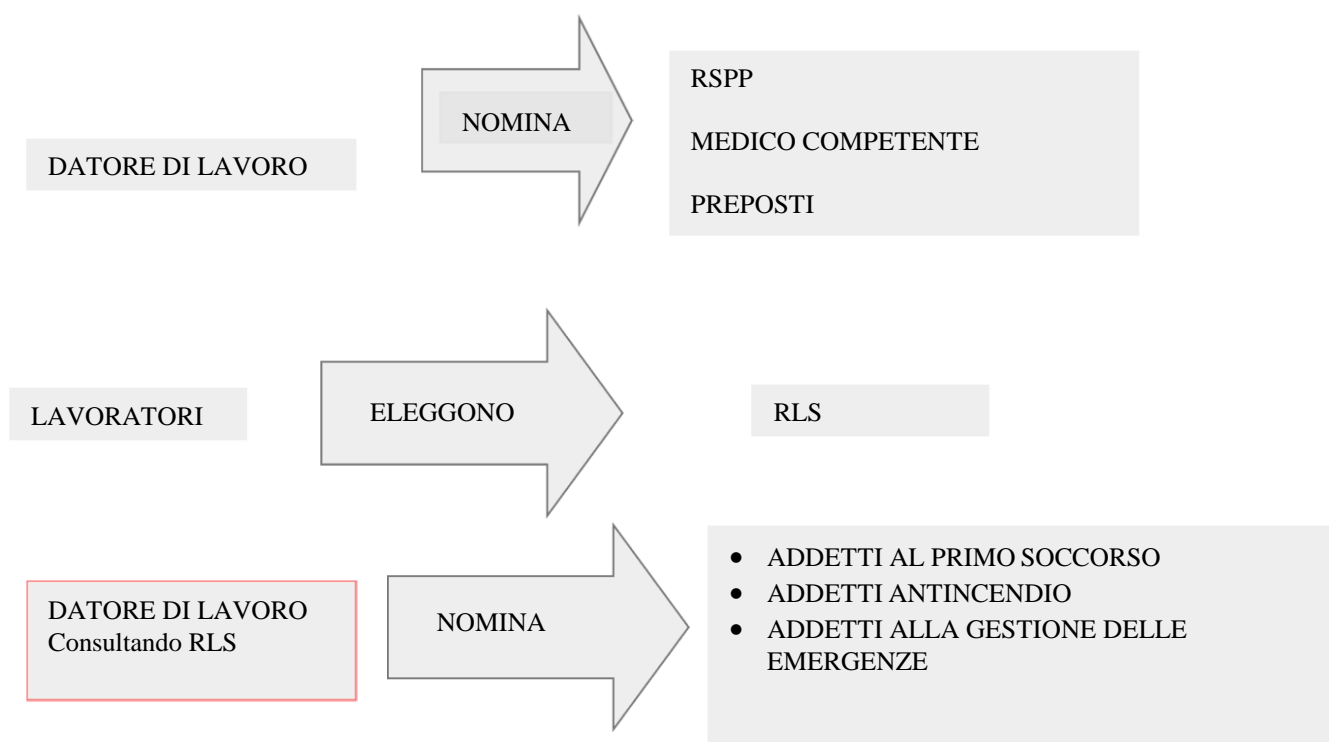 DATORE DI LAVORO
NOMINA
RSPP
MEDICO COMPETENTE
PREPOSTI
LAVORATORI
ELEGGONO
RLS
DATORE DI LAVORO
Consultando RLS
NOMINA
• ADDETTI AL PRIMO SOCCORSO
• ADDETTI ANTINCENDIO
• ADDETTI ALLA GESTIONE DELLE
EMERGENZE